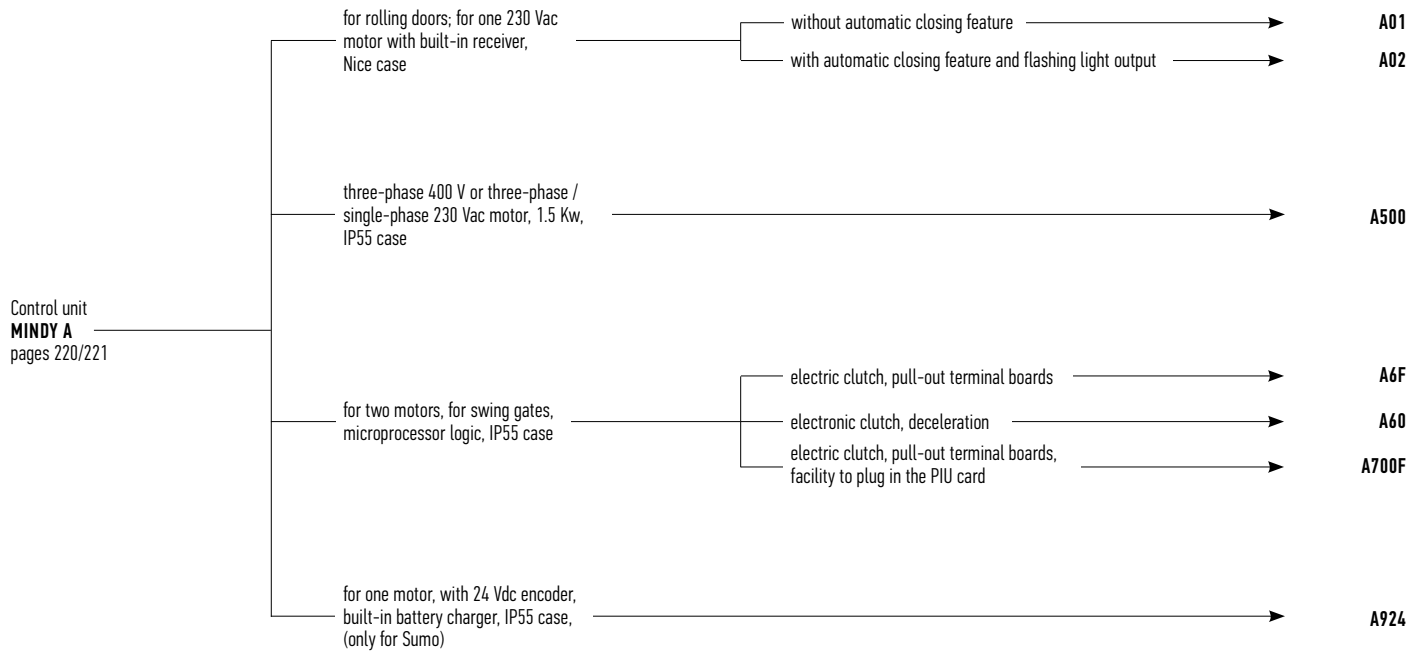 for rolling doors; for one 230 Vac
motor with built-in receiver,
Nice case
without automatic closing feature
A01
with automatic closing feature and flashing light output
A02
three-phase 400 V or three-phase /
single-phase 230 Vac motor, 1.5 Kw,
IP55 case
A500
Control unit
MINDY A
pages 220/221
for two motors, for swing gates,
microprocessor logic, IP55 case
electric clutch, pull-out terminal boards
A6F
electronic clutch, deceleration
A60
electric clutch, pull-out terminal boards,
facility to plug in the PIU card
A700F
for one motor, with 24 Vdc encoder,
built-in battery charger, IP55 case,
(only for Sumo)
A924